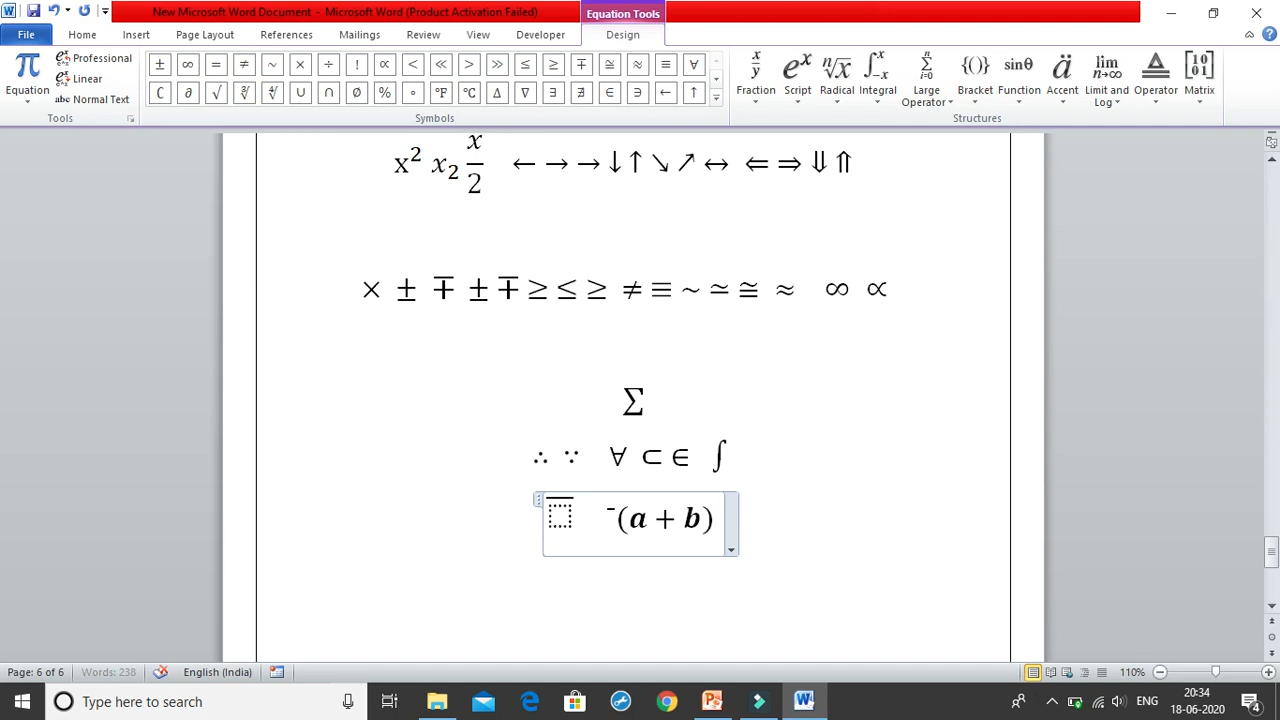 New Microsoft Word Document - Microsoft Word (Product Activation Failed)
Equation Tools
File Home Insert Page Layout References Mailings Review View Developer Design
Equation
Professional
Linear
abc Normal Text
Tools
± ∞ = ≠ ~ × ÷ ! ∝ < ≪ > ≫ ≤ ≥ ∓ ≅ ≈ ≡ ∀
∁ ∂ √ ∛ ∜ ∪ ∩ ∅ % ° °F °C ∆ ∇ ∃ ∄ ∈ ∋ ← ↑
Symbols
Fraction Script Radical Integral Large Operator Bracket Function Accent Limit and Log Operator Matrix
Structures
x² x₂ x/2 ← → → ↓ ↑ ↘ ↗ ↔ ⇐ ⇒ ⇓ ⇑
× ± ∓ ± ∓ ≥ ≤ ≥ ≠ ≡ ~ ≃ ≅ ≈ ∞ ∝
∑
∴ ∵ ∀ ⊂ ∈ ∫
¯(a + b)
Page: 6 of 6 Words: 238 English (India) 110%
Type here to search
ENG
20:34
18-06-2020
4